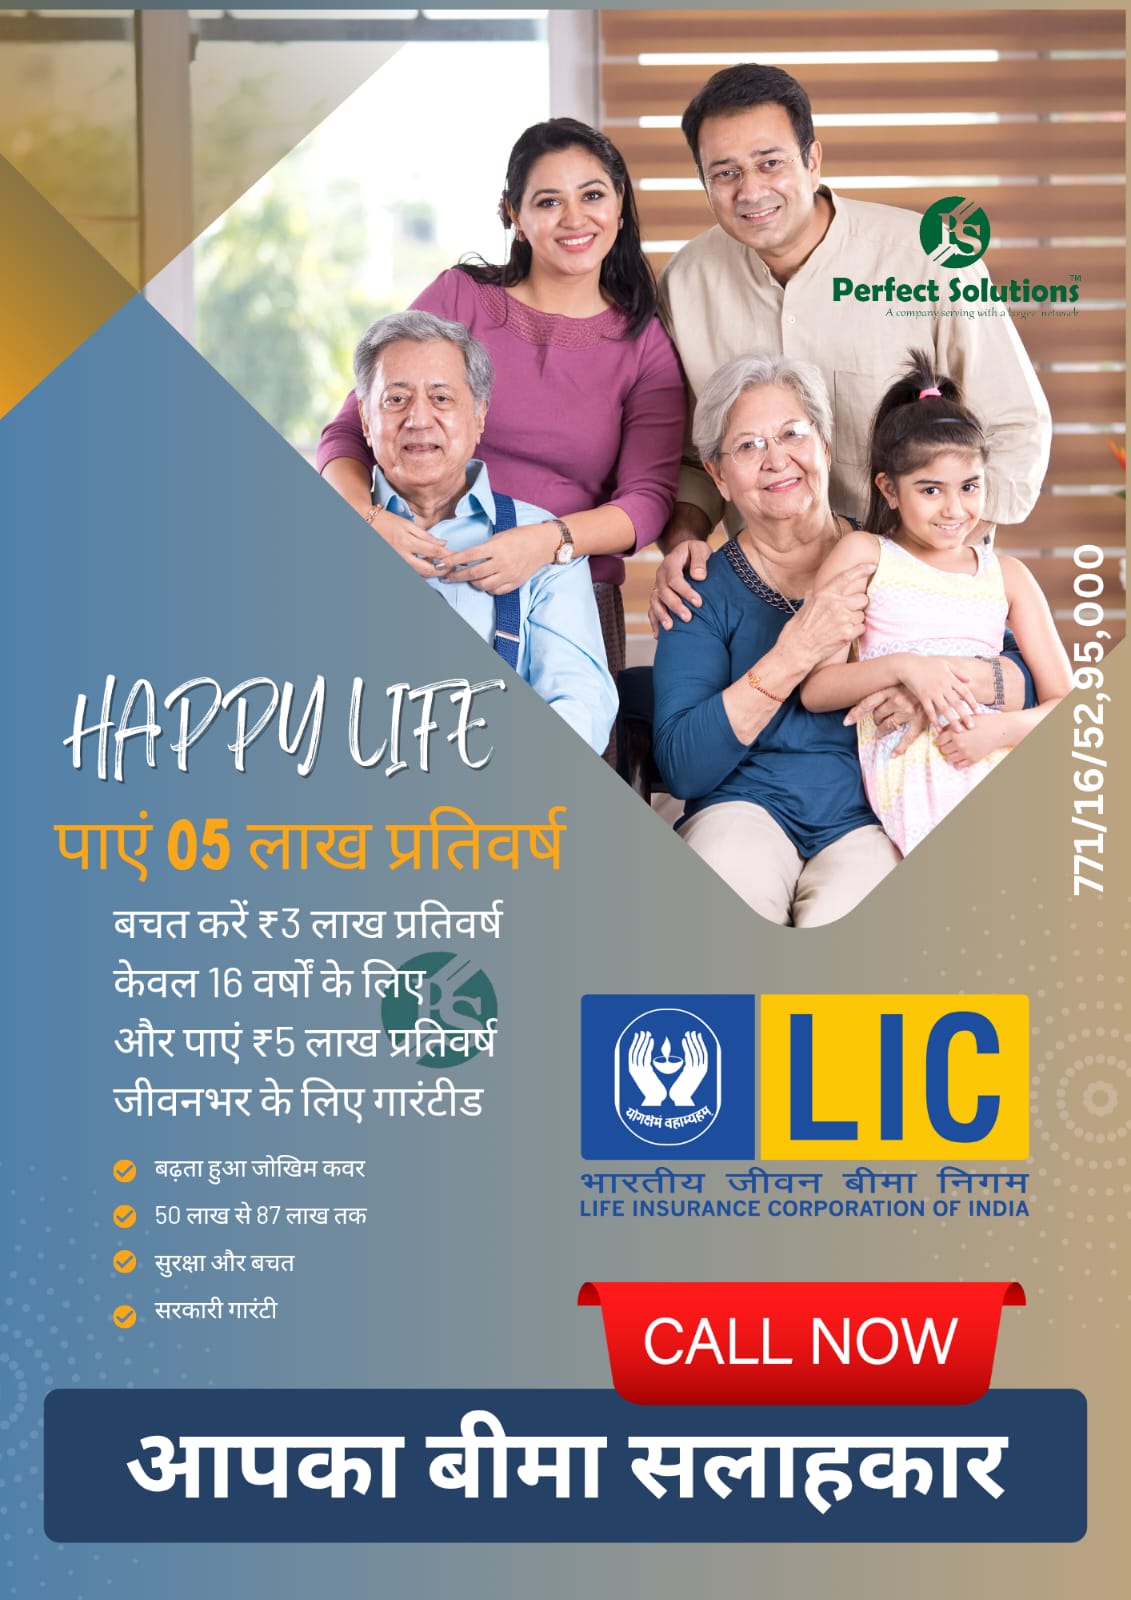 PS
Perfect Solutions™
A company serving with a larger network
771/16/52,95,000
HAPPY LIFE
पाएं 05 लाख प्रतिवर्ष
बचत करें ₹3 लाख प्रतिवर्ष
केवल 16 वर्षों के लिए
और पाएं ₹5 लाख प्रतिवर्ष
जीवनभर के लिए गारंटीड
PS
बढ़ता हुआ जोखिम कवर
50 लाख से 87 लाख तक
सुरक्षा और बचत
सरकारी गारंटी
योगक्षेमं वहाम्यहम्
LIC
भारतीय जीवन बीमा निगम
LIFE INSURANCE CORPORATION OF INDIA
CALL NOW
आपका बीमा सलाहकार